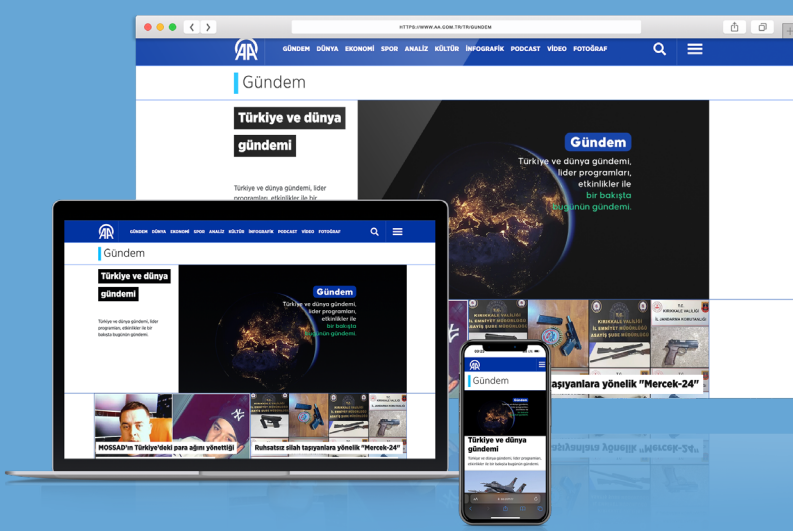 HTTPS://WWW.AA.COM.TR/TR/GUNDEM
AA
GÜNDEM DÜNYA EKONOMİ SPOR ANALİZ KÜLTÜR İNFOGRAFİK PODCAST VİDEO FOTOĞRAF
Gündem
Türkiye ve dünya
gündemi
Türkiye ve dünya gündemi, lider
programları, etkinlikler ile bir
Gündem
Türkiye ve dünya gündemi,
lider programları,
etkinlikler ile
bir bakışta
bugünün gündemi.
T.C.
KIRIKKALE VALİLİĞİ
İL EMNİYET MÜDÜRLÜĞÜ
ASAYİŞ ŞUBE MÜDÜRLÜĞÜ
T.C.
KIRIKKALE VALİLİĞİ
İL JANDARMA KOMUTANLIĞI
taşıyanlara yönelik "Mercek-24"
AA
GÜNDEM DÜNYA EKONOMİ SPOR ANALİZ KÜLTÜR İNFOGRAFİK PODCAST VİDEO FOTOĞRAF
Gündem
Türkiye ve dünya
gündemi
Türkiye ve dünya gündemi, lider
programları, etkinlikler ile bir
bakışta bugünün gündemi.
Gündem
Türkiye ve dünya gündemi,
lider programları,
etkinlikler ile
bir bakışta
bugünün gündemi.
MOSSAD'ın Türkiye'deki para ağını yönettiği
Ruhsatsız silah taşıyanlara yönelik "Mercek-24"
AA
Gündem
Gündem
Türkiye ve dünya
gündemi
Türkiye ve dünya gündemi, lider programları,
etkinlikler ile bir bakışta bugünün gündemi.
AA